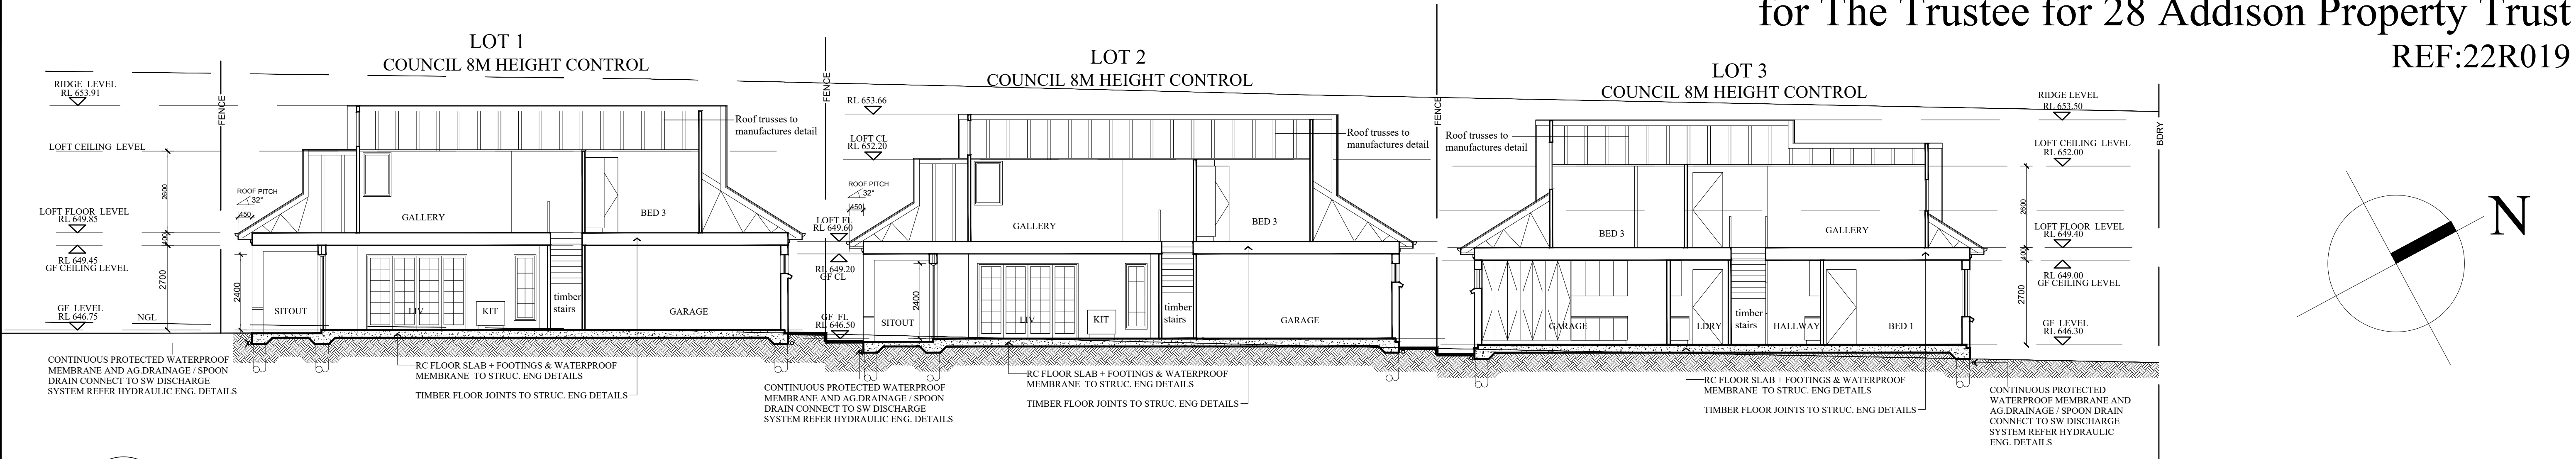 for The Trustee for 28 Addison Property Trust
REF:22R019
LOT 1
COUNCIL 8M HEIGHT CONTROL
RIDGE LEVEL
RL 653.91
LOFT CEILING LEVEL
2600
ROOF PITCH
32°
450
LOFT FLOOR LEVEL
RL 649.85
400
RL 649.45
GF CEILING LEVEL
2700
2400
GF LEVEL
RL 646.75
NGL
FENCE
Roof trusses to
manufactures detail
GALLERY
BED 3
SITOUT
LIV
KIT
timber
stairs
GARAGE
CONTINUOUS PROTECTED WATERPROOF
MEMBRANE AND AG.DRAINAGE / SPOON
DRAIN CONNECT TO SW DISCHARGE
SYSTEM REFER HYDRAULIC ENG. DETAILS
RC FLOOR SLAB + FOOTINGS & WATERPROOF
MEMBRANE TO STRUC. ENG DETAILS
TIMBER FLOOR JOINTS TO STRUC. ENG DETAILS
FENCE
LOT 2
COUNCIL 8M HEIGHT CONTROL
RL 653.66
LOFT CL
RL 652.20
ROOF PITCH
32°
450
LOFT FL
RL 649.60
RL 649.20
GF CL
2400
GF FL
RL 646.50
Roof trusses to
manufactures detail
GALLERY
BED 3
SITOUT
LIV
KIT
timber
stairs
GARAGE
CONTINUOUS PROTECTED WATERPROOF
MEMBRANE AND AG.DRAINAGE / SPOON
DRAIN CONNECT TO SW DISCHARGE
SYSTEM REFER HYDRAULIC ENG. DETAILS
RC FLOOR SLAB + FOOTINGS & WATERPROOF
MEMBRANE TO STRUC. ENG DETAILS
TIMBER FLOOR JOINTS TO STRUC. ENG DETAILS
FENCE
LOT 3
COUNCIL 8M HEIGHT CONTROL
Roof trusses to
manufactures detail
BED 3
GALLERY
GARAGE
LDRY
timber
stairs
HALLWAY
BED 1
RIDGE LEVEL
RL 653.50
LOFT CEILING LEVEL
RL 652.00
2600
LOFT FLOOR LEVEL
RL 649.40
400
RL 649.00
GF CEILING LEVEL
2700
GF LEVEL
RL 646.30
BDRY
RC FLOOR SLAB + FOOTINGS & WATERPROOF
MEMBRANE TO STRUC. ENG DETAILS
TIMBER FLOOR JOINTS TO STRUC. ENG DETAILS
CONTINUOUS PROTECTED
WATERPROOF MEMBRANE AND
AG.DRAINAGE / SPOON DRAIN
CONNECT TO SW DISCHARGE
SYSTEM REFER HYDRAULIC
ENG. DETAILS
N